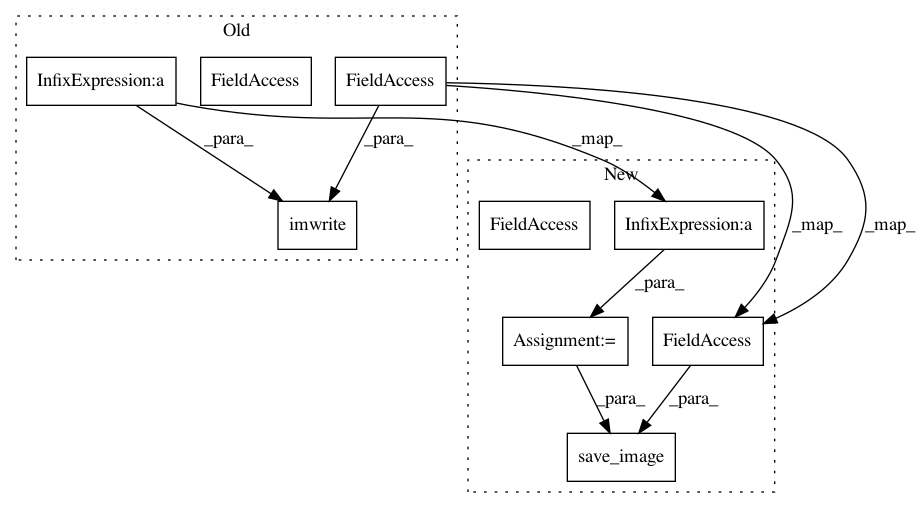 Old
InfixExpression:a
FieldAccess
FieldAccess
_para_
_para_
_map_
imwrite
New
FieldAccess
InfixExpression:a
_map_
_map_
_para_
Assignment:=
FieldAccess
_para_
_para_
save_image